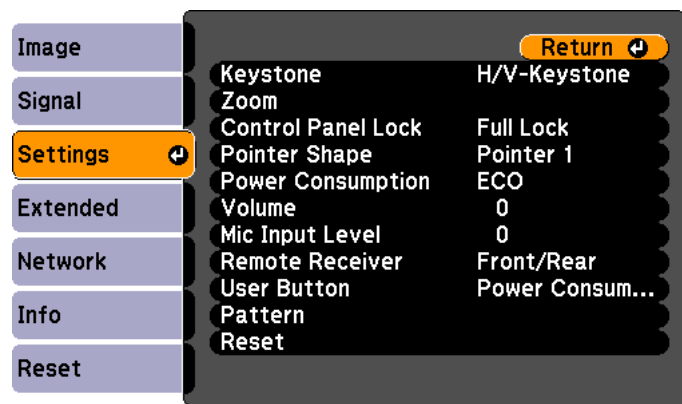 Image
Signal
Settings
Extended
Network
Info
Reset
Return
Keystone H/V-Keystone
Zoom
Control Panel Lock Full Lock
Pointer Shape Pointer 1
Power Consumption ECO
Volume 0
Mic Input Level 0
Remote Receiver Front/Rear
User Button Power Consum...
Pattern
Reset